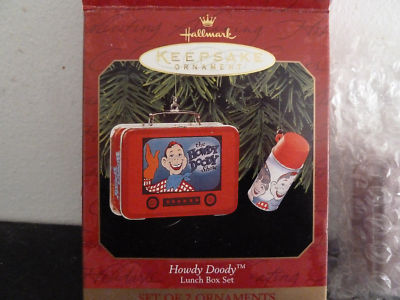 Hallmark
KEEPSAKE
ORNAMENT
the
HOWDY
DOODY
Show
Howdy Doody™
Lunch Box Set
SET OF 2 ORNAMENTS